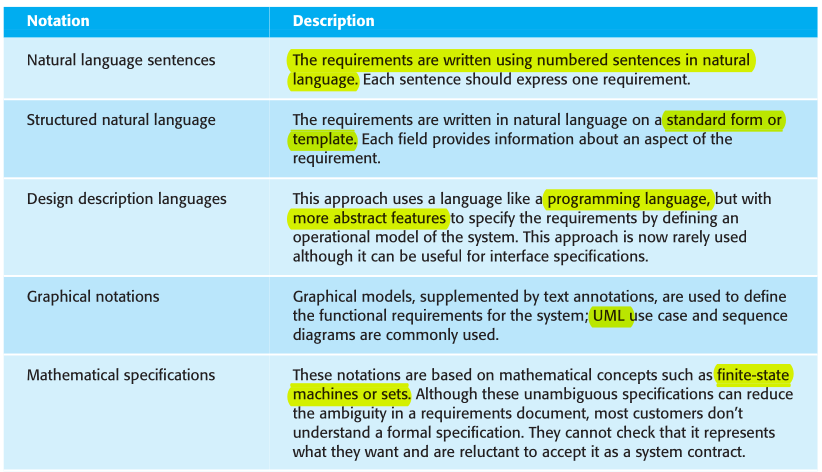 Notation Description
Natural language sentences The requirements are written using numbered sentences in natural
language. Each sentence should express one requirement.
Structured natural language The requirements are written in natural language on a standard form or
template. Each field provides information about an aspect of the
requirement.
Design description languages This approach uses a language like a programming language, but with
more abstract features to specify the requirements by defining an
operational model of the system. This approach is now rarely used
although it can be useful for interface specifications.
Graphical notations Graphical models, supplemented by text annotations, are used to define
the functional requirements for the system; UML use case and sequence
diagrams are commonly used.
Mathematical specifications These notations are based on mathematical concepts such as finite-state
machines or sets. Although these unambiguous specifications can reduce
the ambiguity in a requirements document, most customers don’t
understand a formal specification. They cannot check that it represents
what they want and are reluctant to accept it as a system contract.